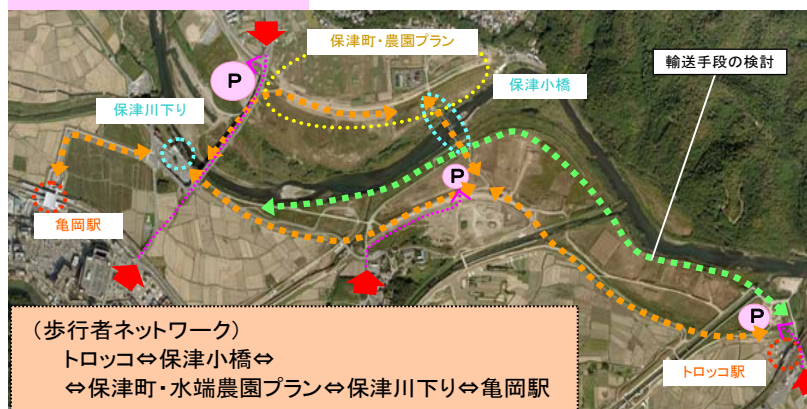 保津町・農園プラン
輸送手段の検討
P
保津小橋
保津川下り
P
亀岡駅
P
トロッコ駅
（歩行者ネットワーク）
トロッコ⇔保津小橋⇔
⇔保津町・水端農園プラン⇔保津川下り⇔亀岡駅